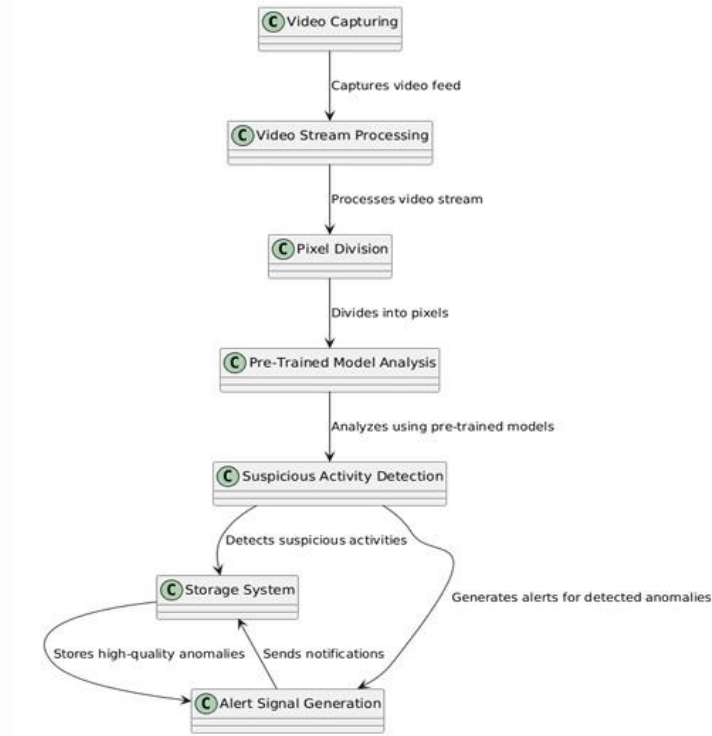 C Video Capturing
Captures video feed
C Video Stream Processing
Processes video stream
C Pixel Division
Divides into pixels
C Pre-Trained Model Analysis
Analyzes using pre-trained models
C Suspicious Activity Detection
Detects suspicious activities
C Storage System
Generates alerts for detected anomalies
Stores high-quality anomalies
Sends notifications
C Alert Signal Generation